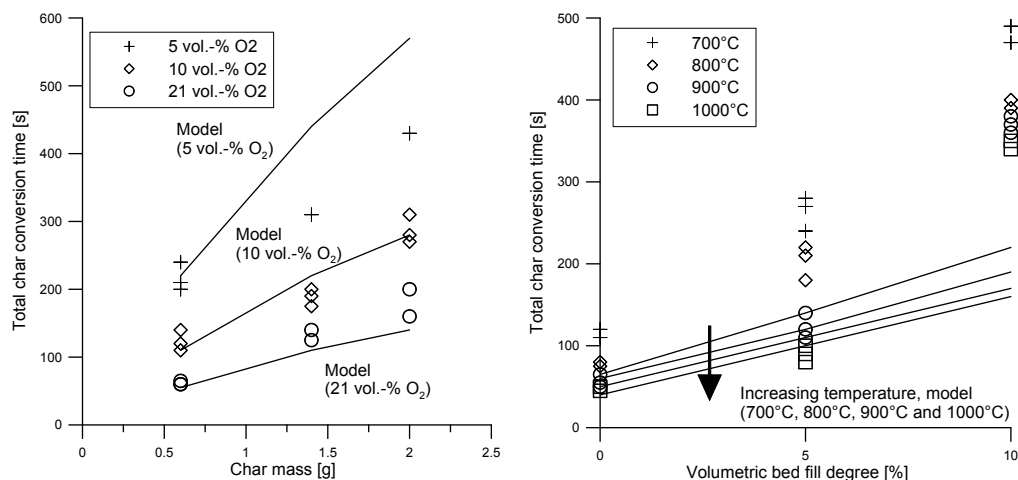 600
500
400
300
200
100
0
Total char conversion time [s]
5 vol.-% O2
10 vol.-% O2
21 vol.-% O2
Model
(5 vol.-% O₂)
Model
(10 vol.-% O₂)
Model
(21 vol.-% O₂)
0 0.5 1 1.5 2 2.5
Char mass [g]
500
400
300
200
100
0
Total char conversion time [s]
700°C
800°C
900°C
1000°C
Increasing temperature, model
(700°C, 800°C, 900°C and 1000°C)
0 5 10
Volumetric bed fill degree [%]